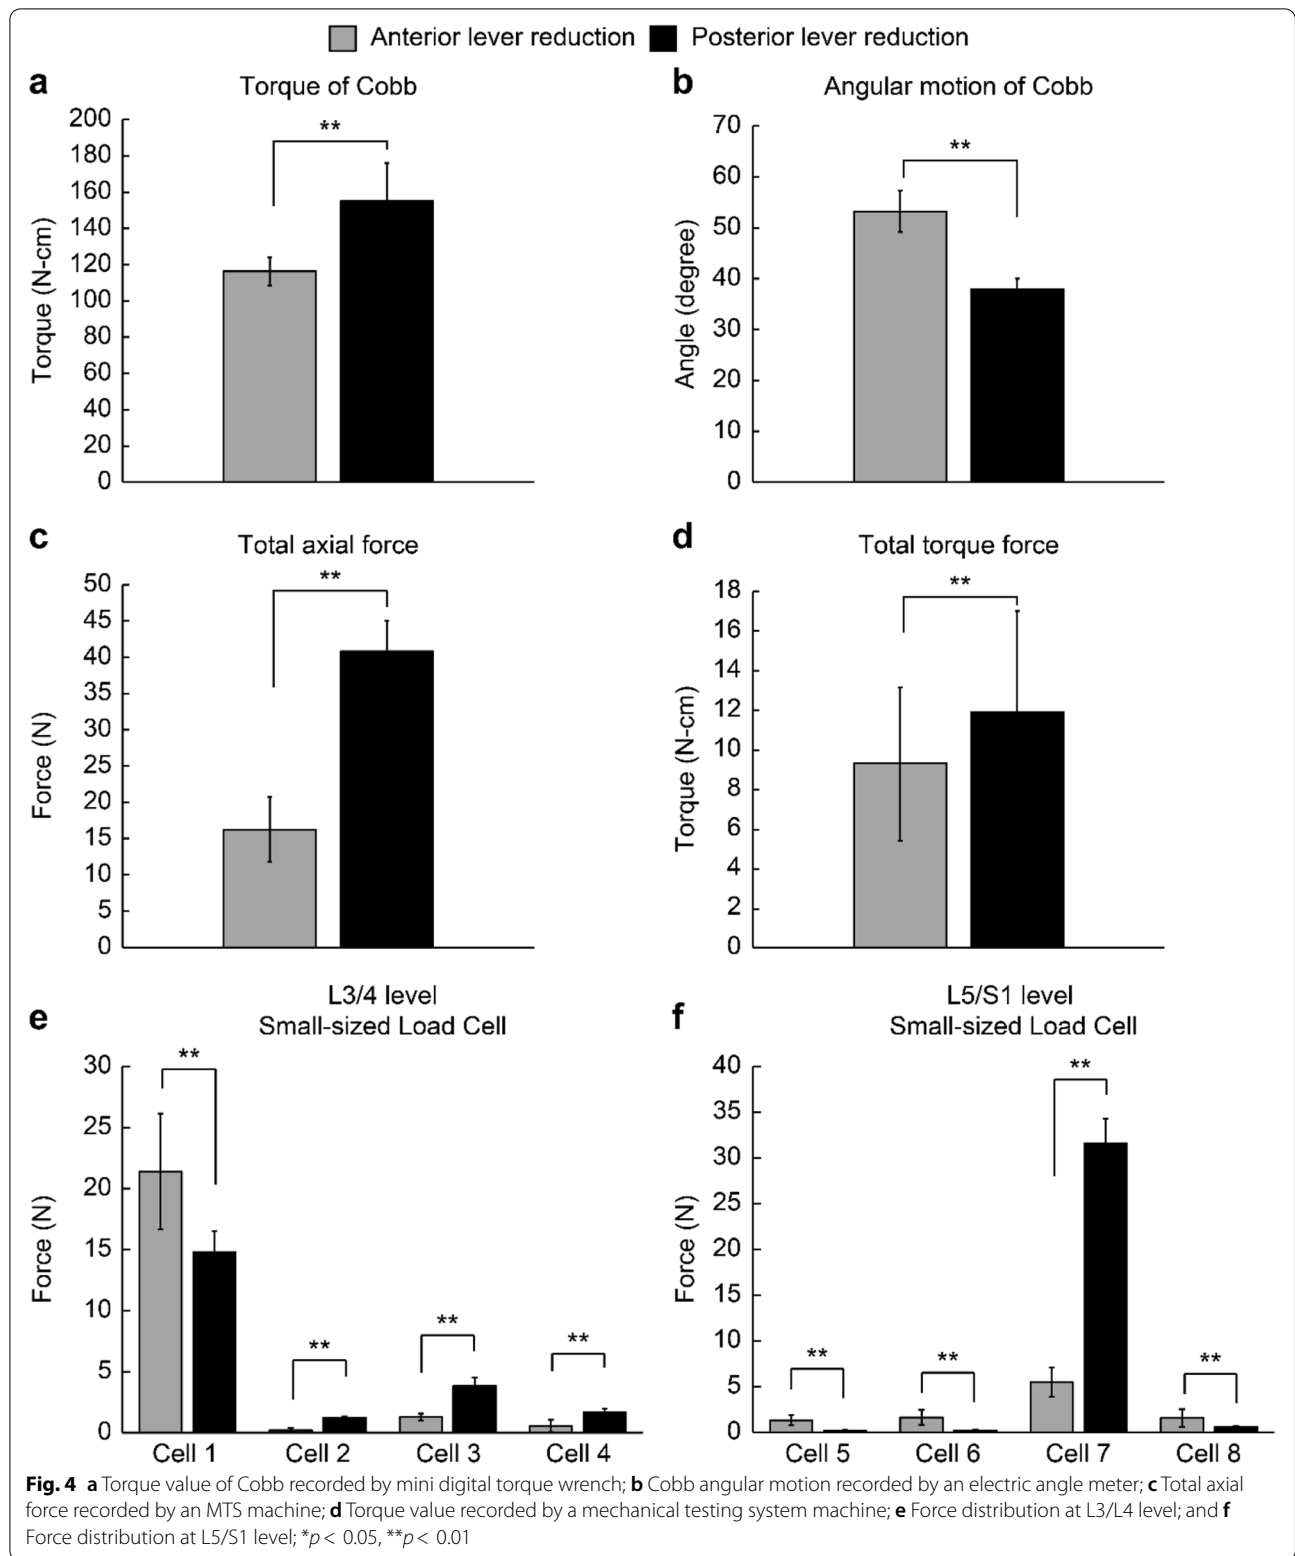 Anterior lever reduction Posterior lever reduction
a Torque of Cobb
200
180
160
140
120
100
80
60
40
20
0
Torque (N-cm)
**
b Angular motion of Cobb
70
60
50
40
30
20
10
0
Angle (degree)
**
c Total axial force
50
45
40
35
30
25
20
15
10
5
0
Force (N)
**
d Total torque force
18
16
14
12
10
8
6
4
2
0
Torque (N-cm)
**
e L3/4 level
Small-sized Load Cell
30
25
20
15
10
5
0
Force (N)
** ** ** **
Cell 1 Cell 2 Cell 3 Cell 4
f L5/S1 level
Small-sized Load Cell
40
35
30
25
20
15
10
5
0
Force (N)
** ** ** **
Cell 5 Cell 6 Cell 7 Cell 8
Fig. 4 a Torque value of Cobb recorded by mini digital torque wrench; b Cobb angular motion recorded by an electric angle meter; c Total axial
force recorded by an MTS machine; d Torque value recorded by a mechanical testing system machine; e Force distribution at L3/L4 level; and f
Force distribution at L5/S1 level; *p < 0.05, **p < 0.01